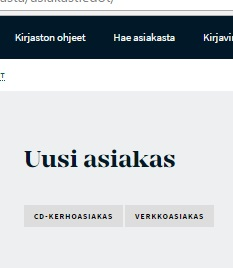 Kirjaston ohjeet Hae asiakasta
Uusi asiakas
CD-KERHOASIAKAS VERKKOASIAKAS